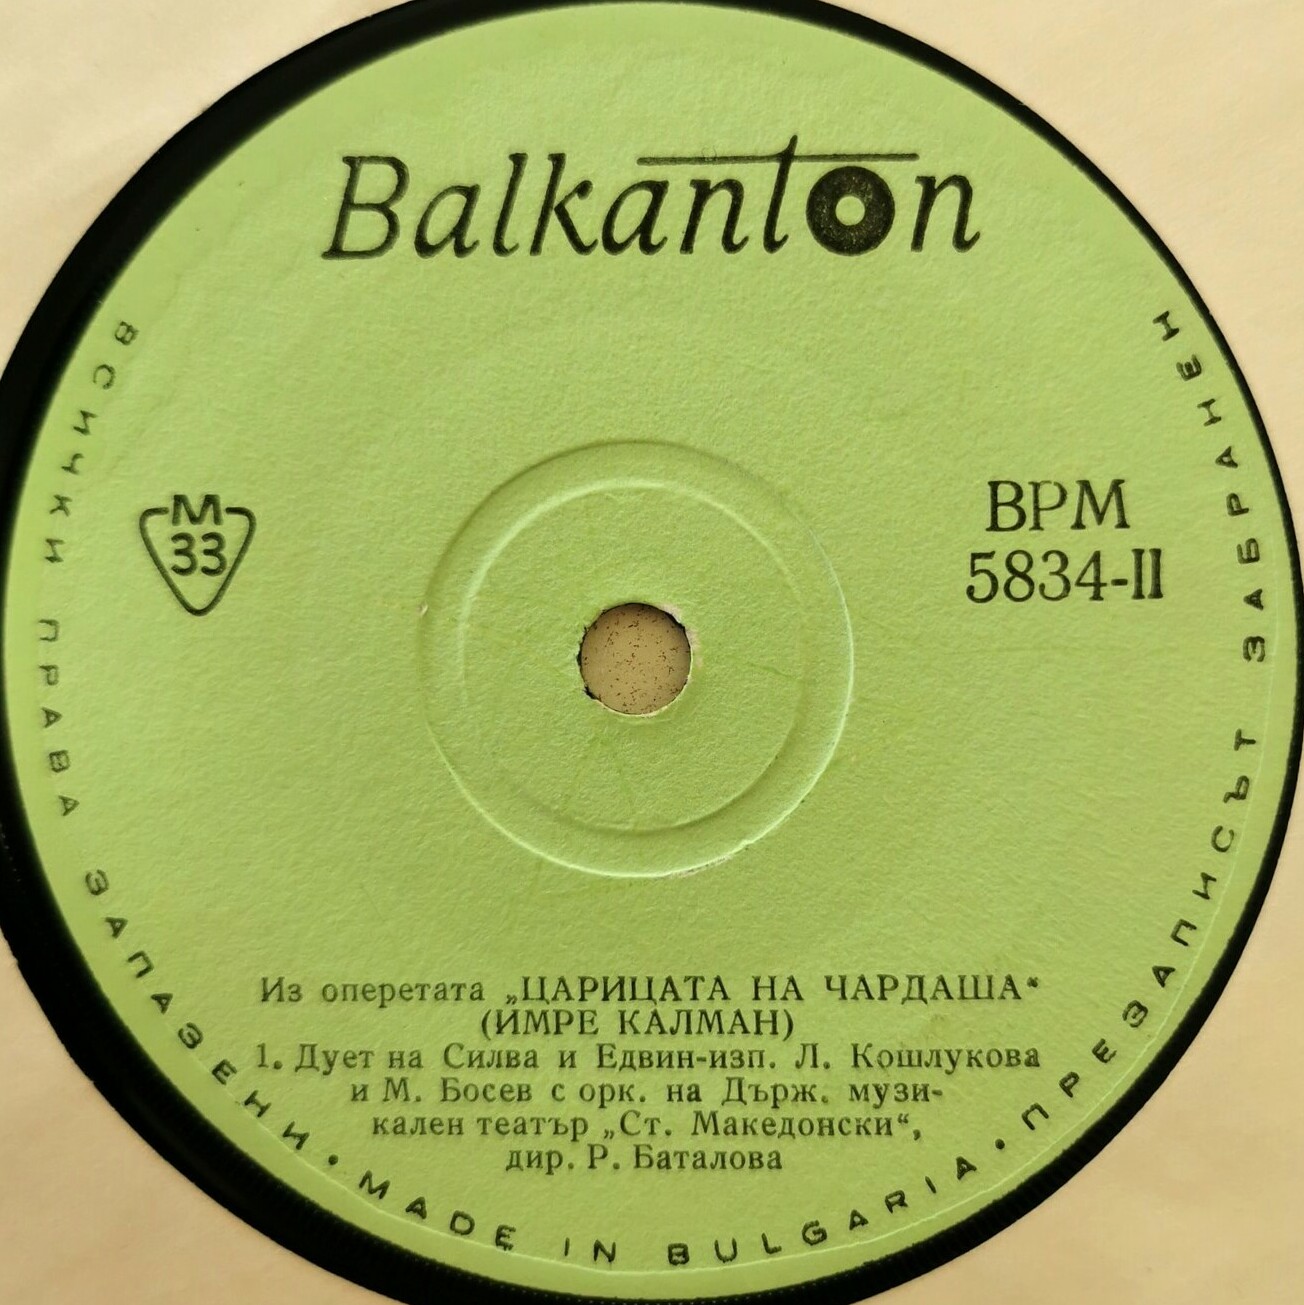 Balkanton
М
33
ВРМ
5834-II
Из оперетата „ЦАРИЦАТА НА ЧАРДАША“
(ИМРЕ КАЛМАН)
1. Дует на Силва и Едвин-изп. Л. Кошлукова
и М. Босев с орк. на Държ. музи-
кален театър „Ст. Македонски“,
дир. Р. Баталова
ВСИЧКИ ПРАВА ЗАПАЗЕНИ • MADE IN BULGARIA • ПРЕЗАПИСЪТ ЗАБРАНЕН